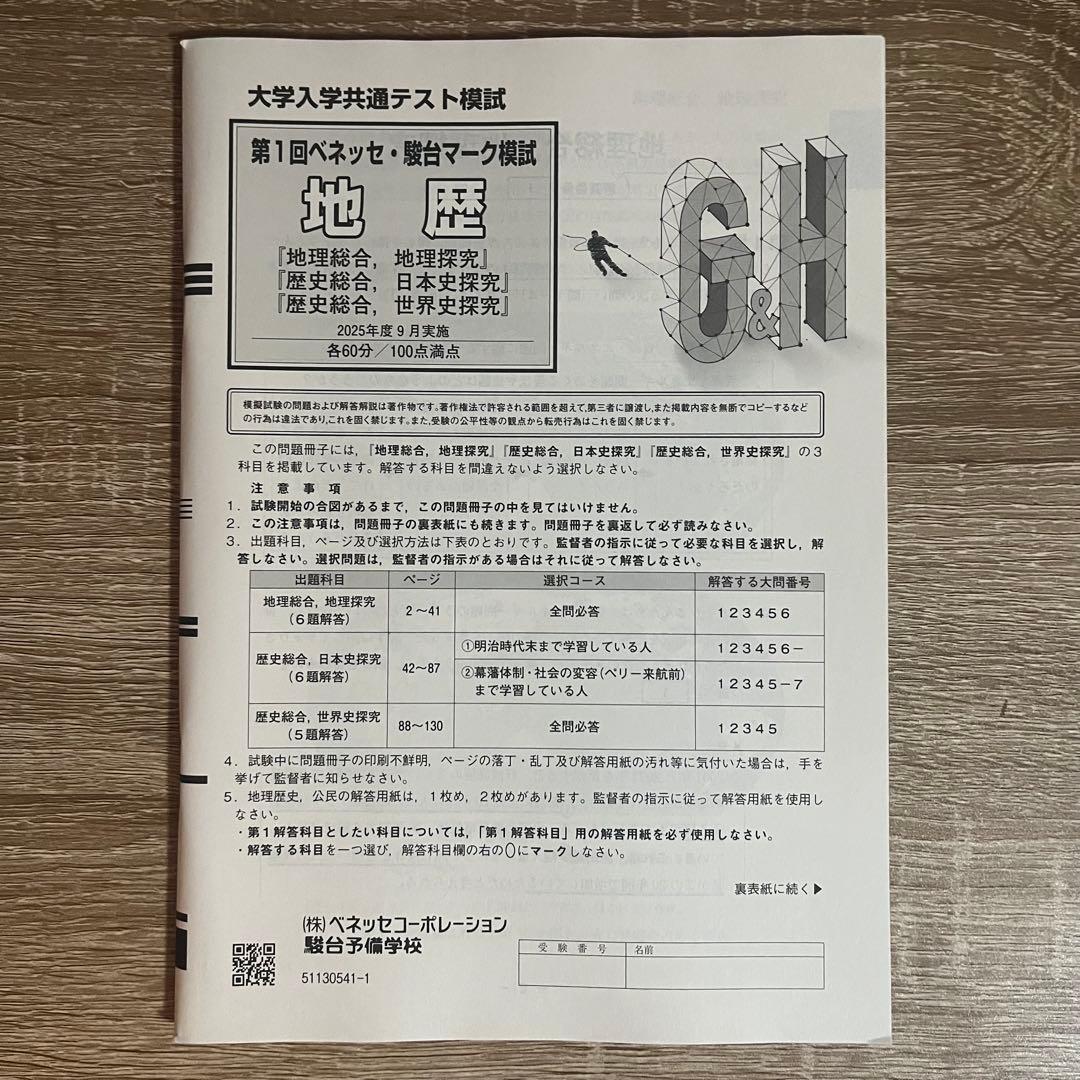 大学入学共通テスト模試
第1回ベネッセ・駿台マーク模試
地 歴
『地理総合，地理探究』
『歴史総合，日本史探究』
『歴史総合，世界史探究』
2025年度9月実施
各60分／100点満点
G&H
模擬試験の問題および解答解説は著作物です。著作権法で許容される範囲を超えて，第三者に譲渡し，また掲載内容を無断でコピーするなど
の行為は違法であり，これを固く禁じます。また，受験の公平性等の観点から転売行為はこれを固く禁じます。
この問題冊子には，『地理総合，地理探究』『歴史総合，日本史探究』『歴史総合，世界史探究』の3
科目を掲載しています。解答する科目を間違えないよう選択しなさい。
注 意 事 項
1．試験開始の合図があるまで，この問題冊子の中を見てはいけません。
2．この注意事項は，問題冊子の裏表紙にも続きます。問題冊子を裏返して必ず読みなさい。
3．出題科目，ページ及び選択方法は下表のとおりです。監督者の指示に従って必要な科目を選択し，解
答しなさい。選択問題は，監督者の指示がある場合はそれに従って解答しなさい。
出題科目 ページ 選択コース 解答する大問番号
地理総合，地理探究
（6題解答） 2～41 全問必答 1 2 3 4 5 6
歴史総合，日本史探究
（6題解答） 42～87 ①明治時代末まで学習している人 1 2 3 4 5 6 －
②幕藩体制・社会の変容（ペリー来航前）
まで学習している人 1 2 3 4 5 － 7
歴史総合，世界史探究
（5題解答） 88～130 全問必答 1 2 3 4 5
4．試験中に問題冊子の印刷不鮮明，ページの落丁・乱丁及び解答用紙の汚れ等に気付いた場合は，手を
挙げて監督者に知らせなさい。
5．地理歴史，公民の解答用紙は，1枚め，2枚めがあります。監督者の指示に従って解答用紙を使用し
なさい。
・第1解答科目としたい科目については，「第1解答科目」用の解答用紙を必ず使用しなさい。
・解答する科目を一つ選び，解答科目欄の右の0にマークしなさい。
裏表紙に続く▶
(株)ベネッセコーポレーション
駿台予備学校
51130541-1
受 験 番 号 名前